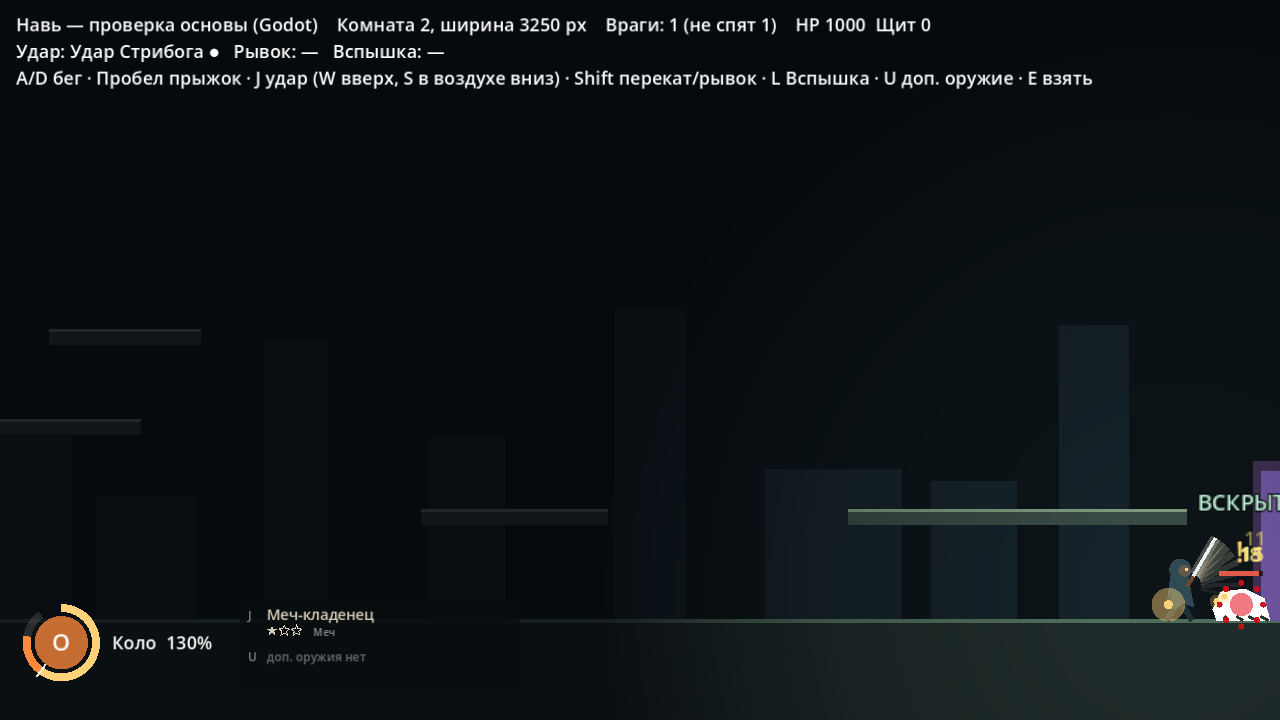 Навь — проверка основы (Godot) Комната 2, ширина 3250 px Враги: 1 (не спят 1) HP 1000 Щит 0
Удар: Удар Стрибога ● Рывок: — Вспышка: —
A/D бег · Пробел прыжок · J удар (W вверх, S в воздухе вниз) · Shift перекат/рывок · L Вспышка · U доп. оружие · E взять
11
J Меч-кладенец
★☆☆ Меч
О Коло 130%
U доп. оружия нет